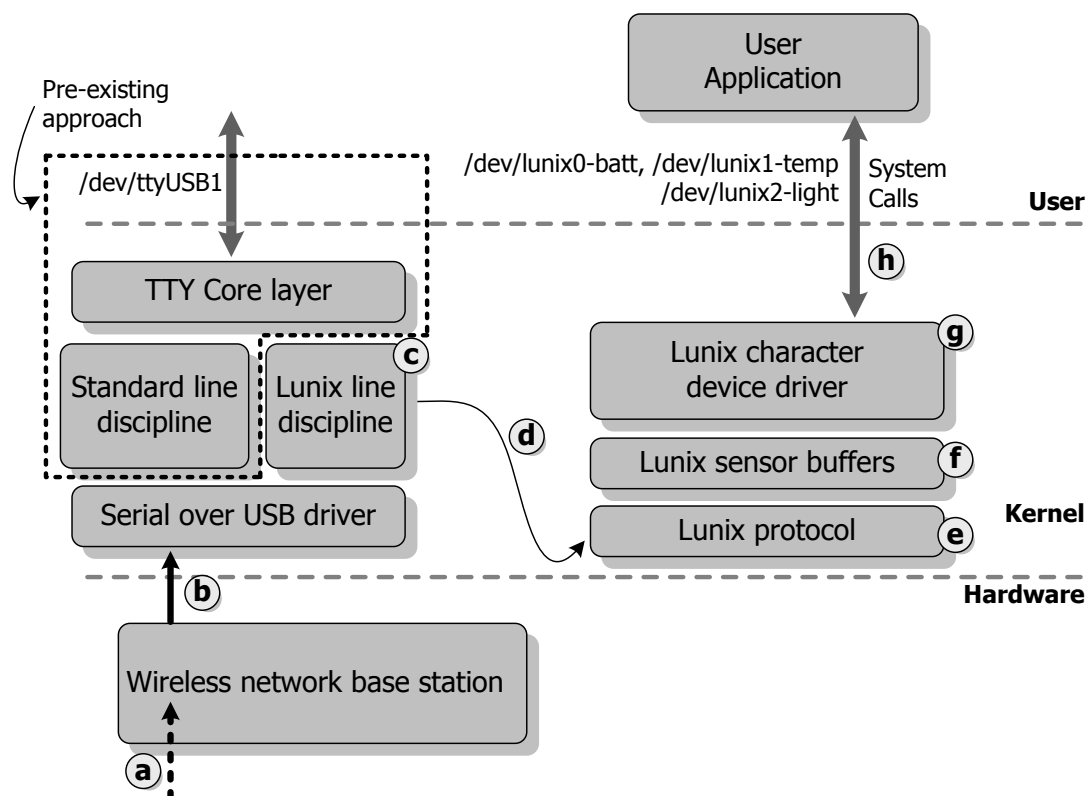 User
Application
Pre-existing
approach
/dev/ttyUSB1
/dev/lunix0-batt, /dev/lunix1-temp
/dev/lunix2-light
System
Calls
User
h
TTY Core layer
g
Lunix character
device driver
c
Standard line
discipline
Lunix line
discipline
d
Lunix sensor buffers
f
Serial over USB driver
Lunix protocol
e
Kernel
Hardware
b
Wireless network base station
a